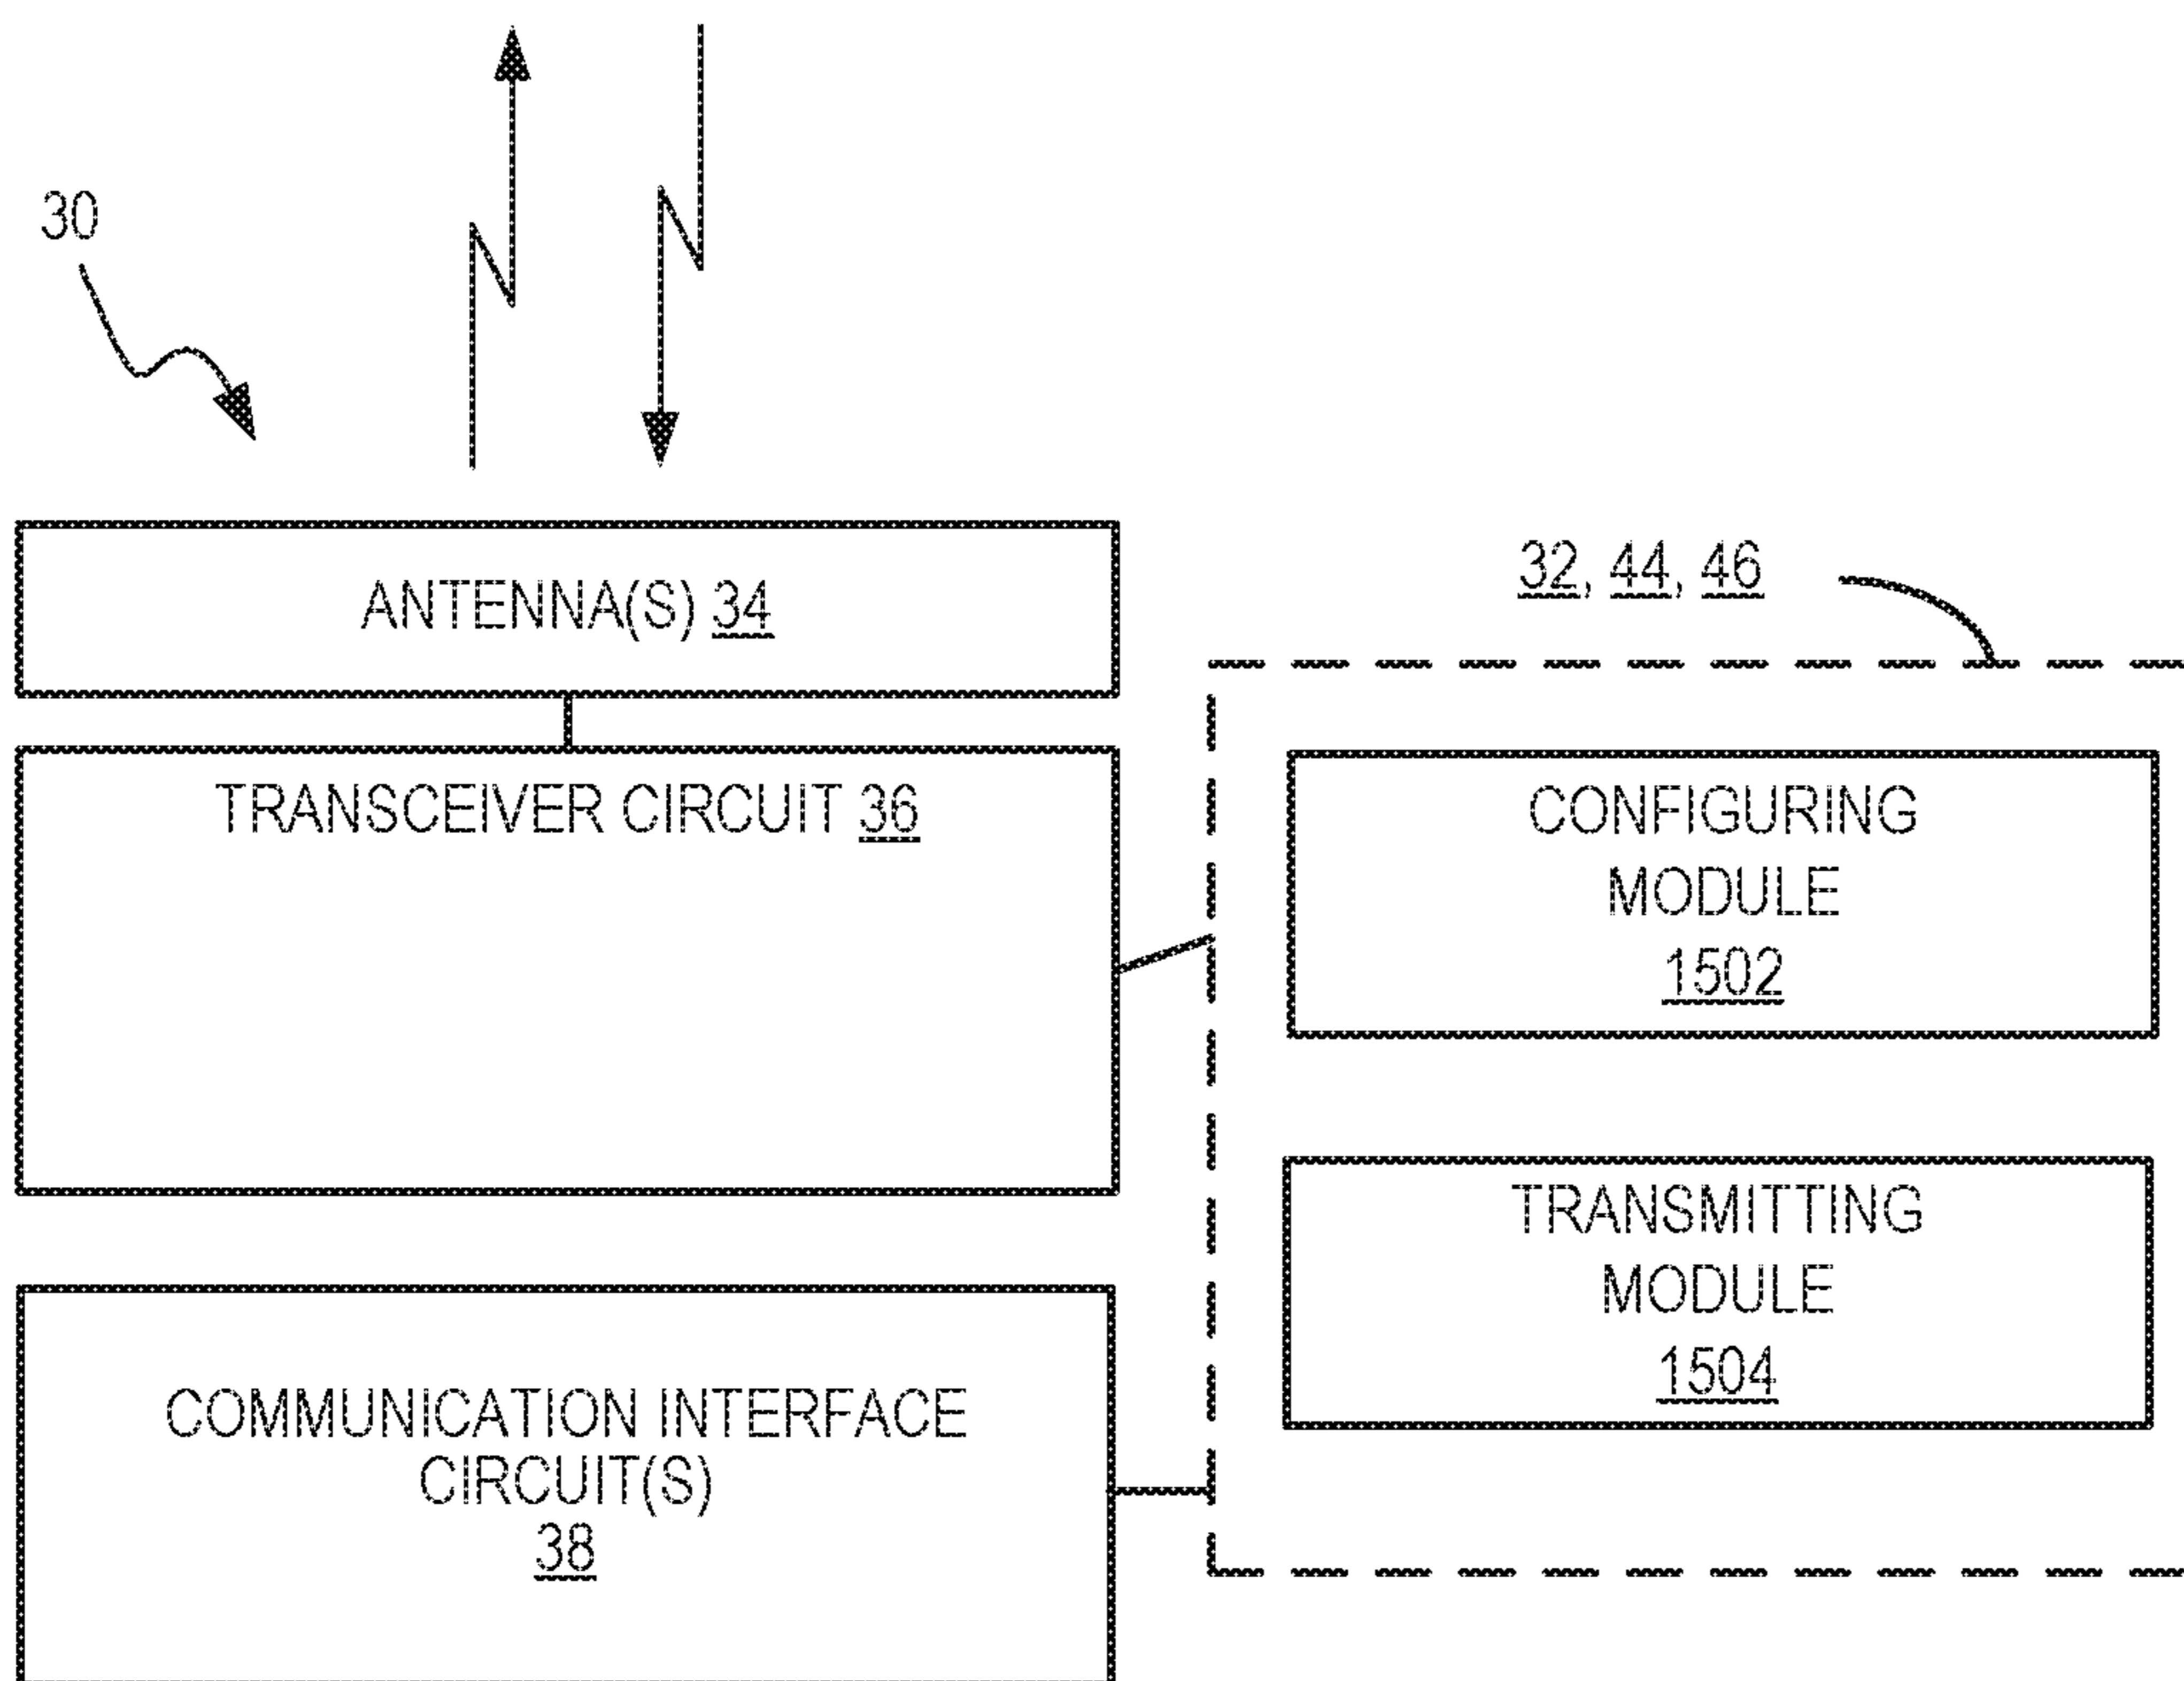 30
ANTENNA(S) 34
32, 44, 46
TRANSCEIVER CIRCUIT 36
CONFIGURING
MODULE
1502
TRANSMITTING
MODULE
1504
COMMUNICATION INTERFACE
CIRCUIT(S)
38